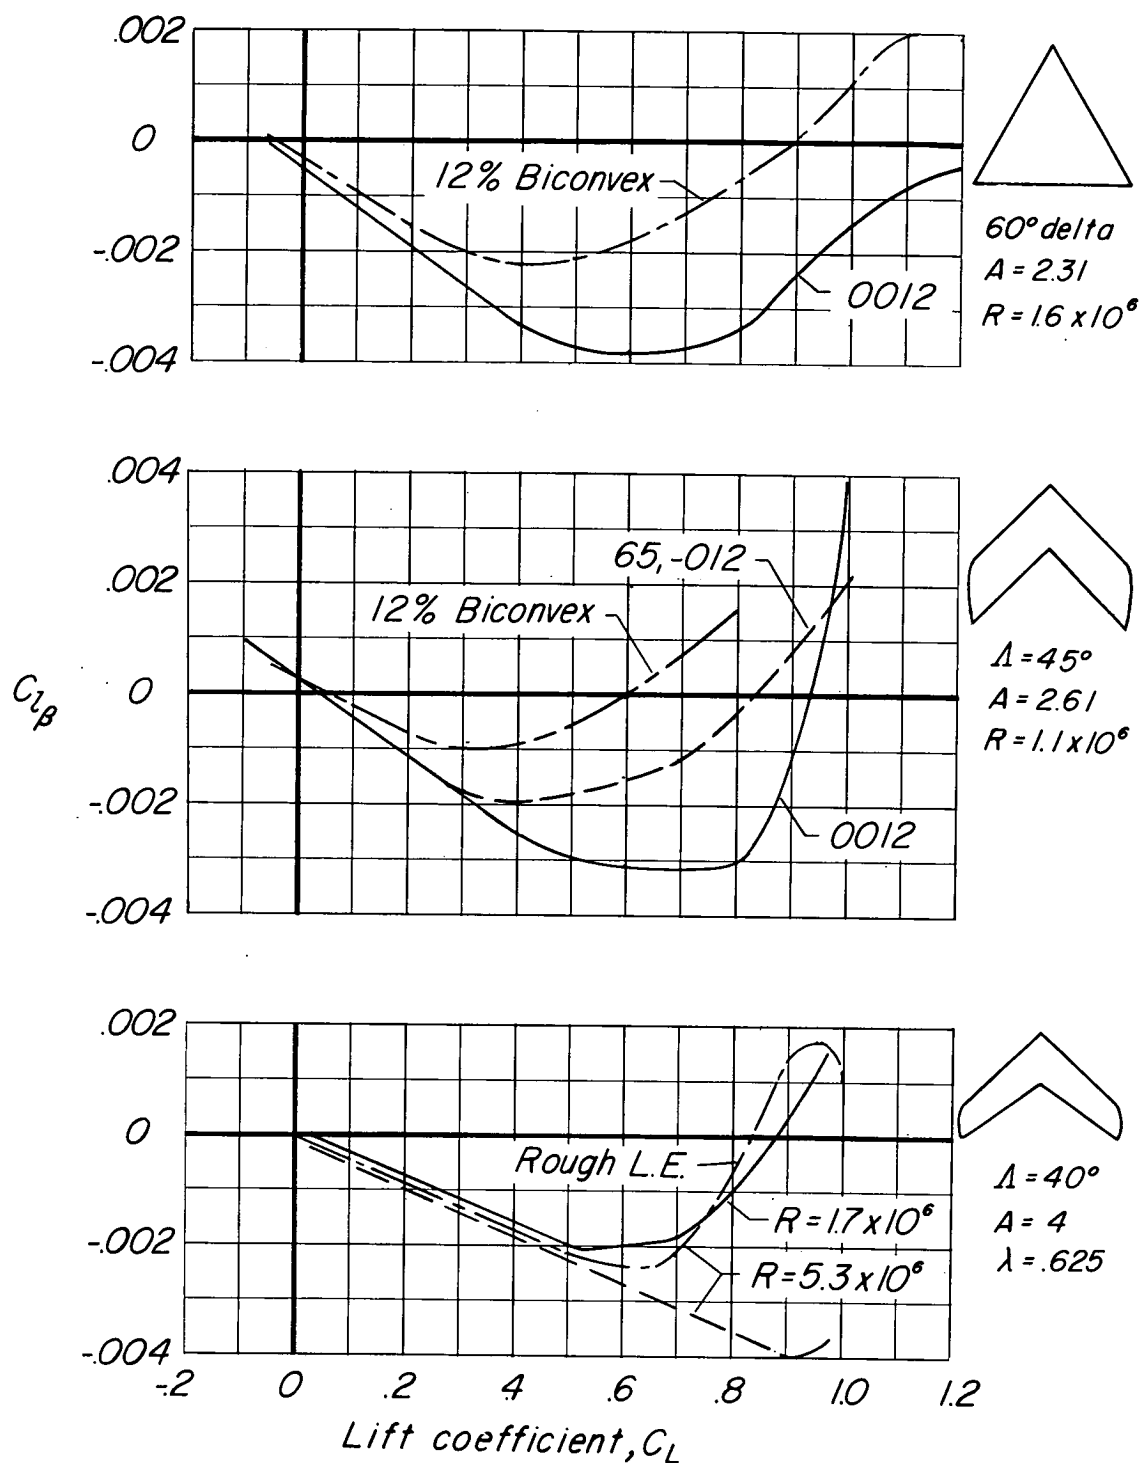 .002
0
-.002
-.004
12% Biconvex
0012
60° delta
A = 2.31
R = 1.6 x 10⁶
.004
.002
0
-.002
-.004
C_{lβ}
65,-012
12% Biconvex
0012
Λ = 45°
A = 2.61
R = 1.1 x 10⁶
.002
0
-.002
-.004
Rough L.E.
R = 1.7 x 10⁶
R = 5.3 x 10⁶
Λ = 40°
A = 4
λ = .625
-.2 0 .2 .4 .6 .8 1.0 1.2
Lift coefficient, C_L